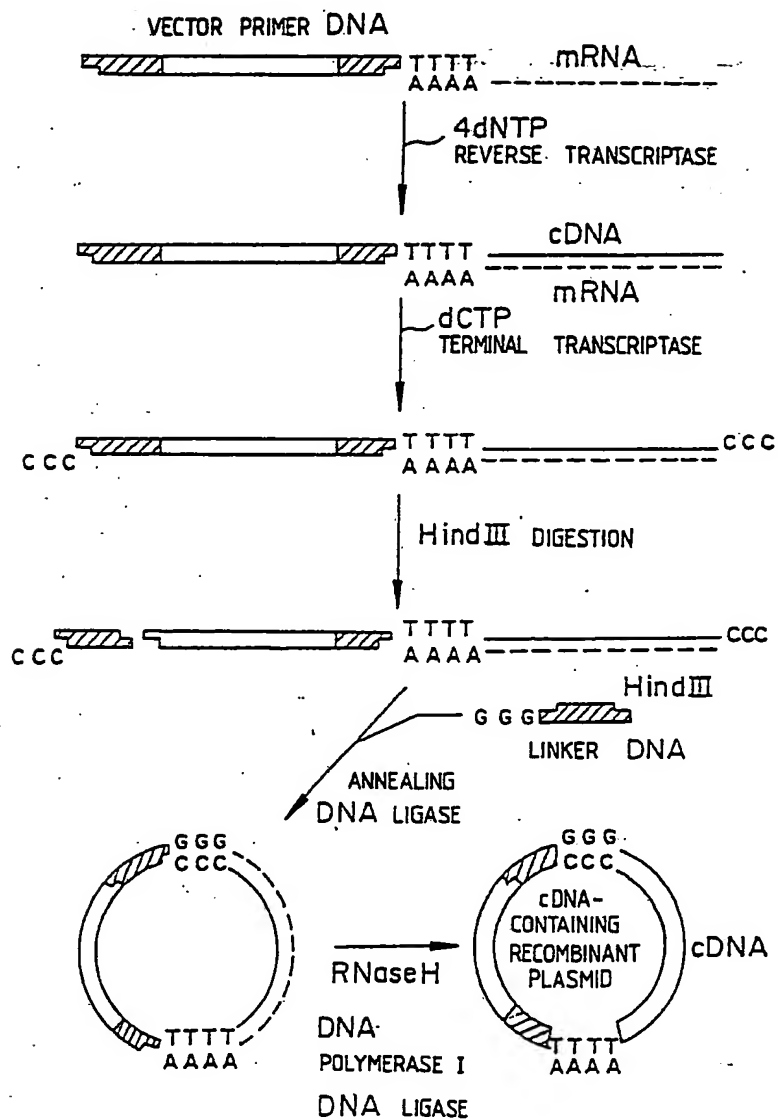 VECTOR PRIMER DNA
TTTT mRNA
AAAA
4dNTP
REVERSE TRANSCRIPTASE
TTTT cDNA
AAAA mRNA
dCTP
TERMINAL TRANSCRIPTASE
CCC TTTT CCC
AAAA
HindIII DIGESTION
CCC TTTT CCC
AAAA
HindIII
GGG
LINKER DNA
ANNEALING
DNA LIGASE
GGG
CCC
TTTT
AAAA
RNaseH
DNA
POLYMERASE I
DNA LIGASE
GGG
CCC
cDNA-
CONTAINING
RECOMBINANT
PLASMID
cDNA
TTTT
AAAA